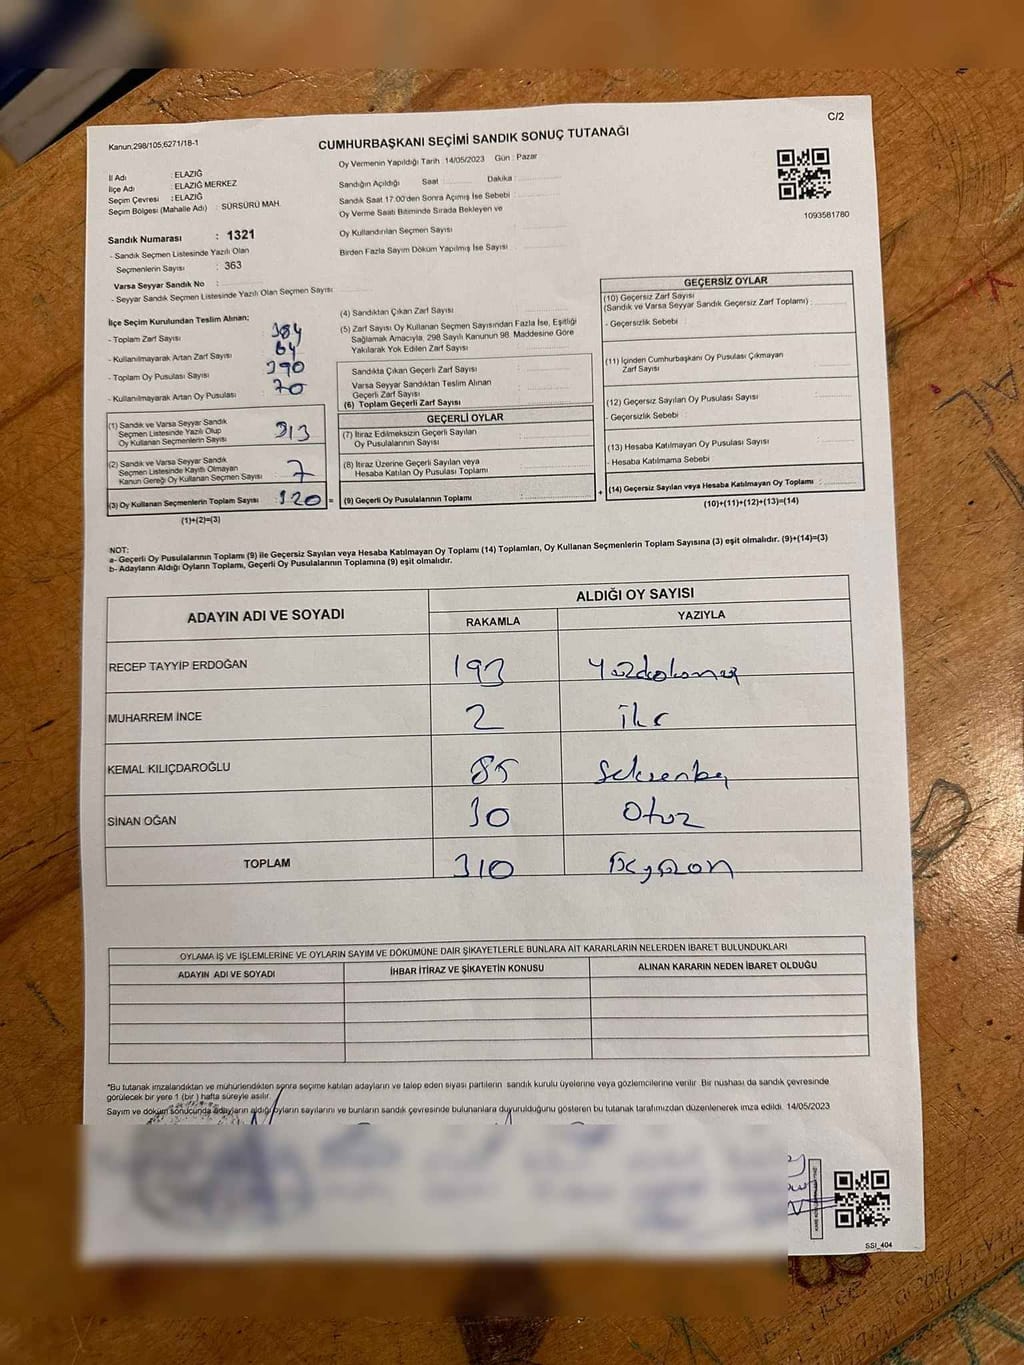 C/2
Kanun,298/105,6271/18-1
CUMHURBAŞKANI SEÇİMİ SANDIK SONUÇ TUTANAĞI
Oy Vermenin Yapıldığı Tarih :14/05/2023 Gün : Pazar
İl Adı : ELAZIĞ
İlçe Adı : ELAZIĞ MERKEZ
Seçim Çevresi : ELAZIĞ
Seçim Bölgesi (Mahalle Adı) : SÜRSÜRÜ MAH.
Sandığın Açıldığı Saat : Dakika :
Sandık Saat 17.00'den Sonra Açımış İse Sebebi :
Oy Verme Saati Bitiminde Sırada Bekleyen ve
Oy Kullandırılan Seçmen Sayısı :
Birden Fazla Sayım Döküm Yapılmış İse Sayısı :
1093581780
Sandık Numarası : 1321
- Sandık Seçmen Listesinde Yazılı Olan
Seçmenlerin Sayısı : 363
Varsa Seyyar Sandık No :
- Seyyar Sandık Seçmen Listesinde Yazılı Olan Seçmen Sayısı:
İlçe Seçim Kurulundan Teslim Alınan;
- Toplam Zarf Sayısı : 384
- Kullanılmayarak Artan Zarf Sayısı : 64
- Toplam Oy Pusulası Sayısı : 390
- Kullanılmayarak Artan Oy Pusulası : 70
(1) Sandık ve Varsa Seyyar Sandık
Seçmen Listesinde Yazılı Olup
Oy Kullanan Seçmenlerin Sayısı : 313
(2) Sandık ve Varsa Seyyar Sandık
Seçmen Listesinde Kayıtlı Olmayan
Kanun Gereği Oy Kullanan Seçmen Sayısı : 7
(3) Oy Kullanan Seçmenlerin Toplam Sayısı : 320 =
(1)+(2)=(3)
(4) Sandıktan Çıkan Zarf Sayısı :
(5) Zarf Sayısı Oy Kullanan Seçmen Sayısından Fazla İse, Eşitliği
Sağlamak Amacıyla, 298 Sayılı Kanunun 98. Maddesine Göre
Yakılarak Yok Edilen Zarf Sayısı :
Sandıkta Çıkan Geçerli Zarf Sayısı :
Varsa Seyyar Sandıktan Teslim Alınan
Geçerli Zarf Sayısı :
(6) Toplam Geçerli Zarf Sayısı :
GEÇERLİ OYLAR
(7) İtiraz Edilmeksizin Geçerli Sayılan
Oy Pusulalarının Sayısı :
(8) İtiraz Üzerine Geçerli Sayılan veya
Hesaba Katılan Oy Pusulası Toplamı :
(9) Geçerli Oy Pusulalarının Toplamı : +
GEÇERSİZ OYLAR
(10) Geçersiz Zarf Sayısı
(Sandık ve Varsa Seyyar Sandık Geçersiz Zarf Toplamı) :
- Geçersizlik Sebebi :
(11) İçinden Cumhurbaşkanı Oy Pusulası Çıkmayan
Zarf Sayısı :
(12) Geçersiz Sayılan Oy Pusulası Sayısı :
- Geçersizlik Sebebi :
(13) Hesaba Katılmayan Oy Pusulası Sayısı :
- Hesaba Katılmama Sebebi :
(14) Geçersiz Sayılan veya Hesaba Katılmayan Oy Toplamı :
(10)+(11)+(12)+(13)=(14)
NOT:
a- Geçerli Oy Pusulalarının Toplamı (9) ile Geçersiz Sayılan veya Hesaba Katılmayan Oy Toplamı (14) Toplamları, Oy Kullanan Seçmenlerin Toplam Sayısına (3) eşit olmalıdır. (9)+(14)=(3)
b- Adayların Aldığı Oyların Toplamı, Geçerli Oy Pusulalarının Toplamına (9) eşit olmalıdır.
ADAYIN ADI VE SOYADI
ALDIĞI OY SAYISI
RAKAMLA YAZIYLA
RECEP TAYYİP ERDOĞAN 193
MUHARREM İNCE 2 iki
KEMAL KILIÇDAROĞLU 85 Seksenbeş
SİNAN OĞAN 30 Otuz
TOPLAM 310 Üçyüzon
OYLAMA İŞ VE İŞLEMLERİNE VE OYLARIN SAYIM VE DÖKÜMÜNE DAİR ŞİKAYETLERLE BUNLARA AİT KARARLARIN NELERDEN İBARET BULUNDUKLARI
ADAYIN ADI VE SOYADI İHBAR İTİRAZ VE ŞİKAYETİN KONUSU ALINAN KARARIN NEDEN İBARET OLDUĞU
*Bu tutanak imzalandıktan ve mühürlendikten sonra seçime katılan adayların ve talep eden siyasi partilerin sandık kurulu üyelerine veya gözlemcilerine verilir. Bir nüshası da sandık çevresinde
görülecek bir yere 1 (bir) hafta süreyle asılır.
Sayım ve döküm sonucunda adayların aldığı oyların sayılarını ve bunların sandık çevresinde bulunanlara duyurulduğunu gösteren bu tutanak tarafımızdan düzenlenerek imza edildi. 14/05/2023
SSİ_404